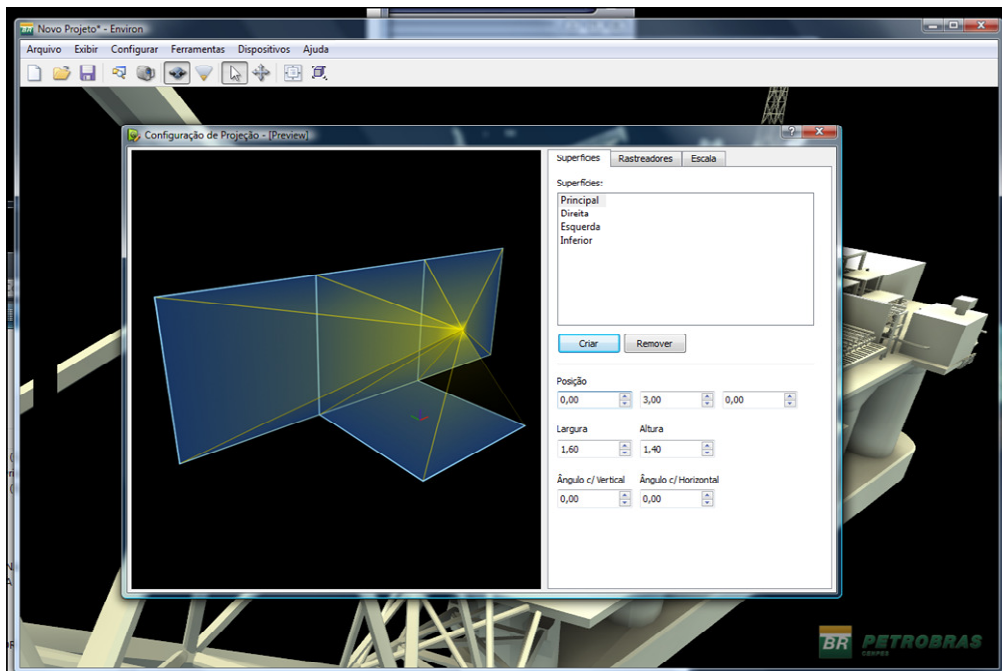 Novo Projeto* - Environ
Arquivo Exibir Configurar Ferramentas Dispositivos Ajuda
Configuração de Projeção - [Preview]
Superfícies Rastreadores Escala
Superfícies:
Principal
Direita
Esquerda
Inferior
Criar Remover
Posição
0,00 3,00 0,00
Largura Altura
1,60 1,40
Ângulo c/ Vertical Ângulo c/ Horizontal
0,00 0,00
BR PETROBRAS
CENPES